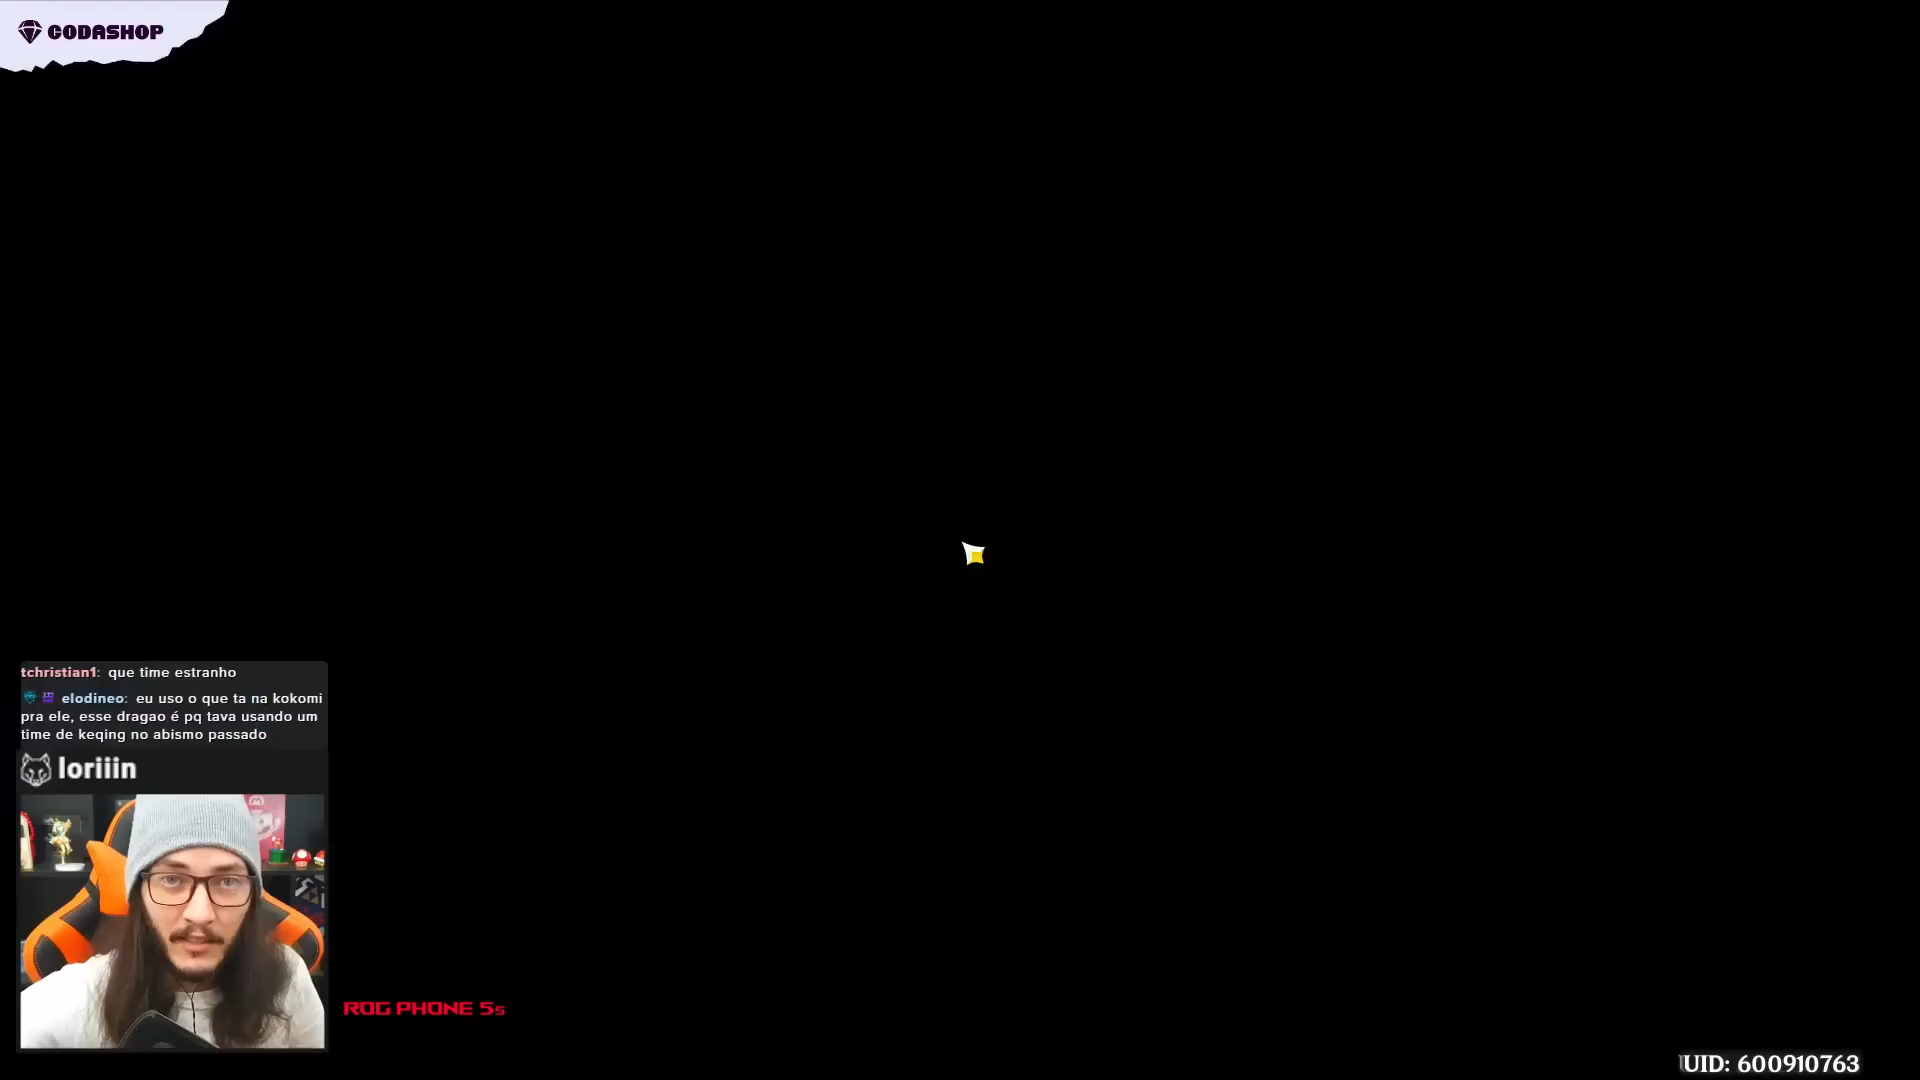 CODASHOP
tchristian1: que time estranho
elodineo: eu uso o que ta na kokomi
pra ele, esse dragao é pq tava usando um
time de keqing no abismo passado
loriiin
ROG PHONE 5s
UID: 600910763